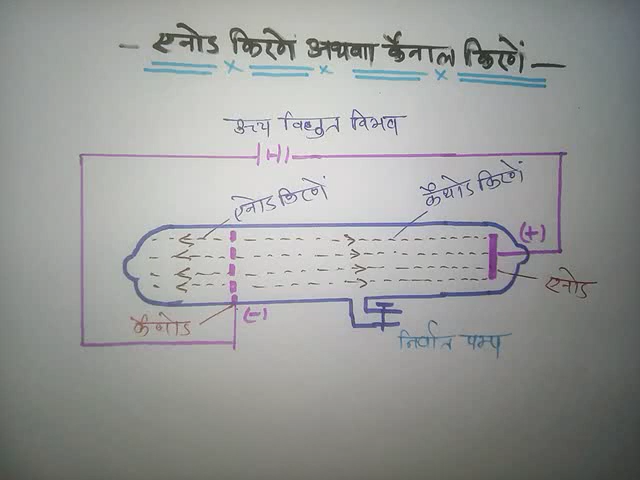 — एनोड किरणें अथवा कैनाल किरणें —
उच्च विद्युत विभव
एनोड किरणें
कैथोड किरणें
(+)
एनोड
कैथोड
(-)
निर्वात पम्प